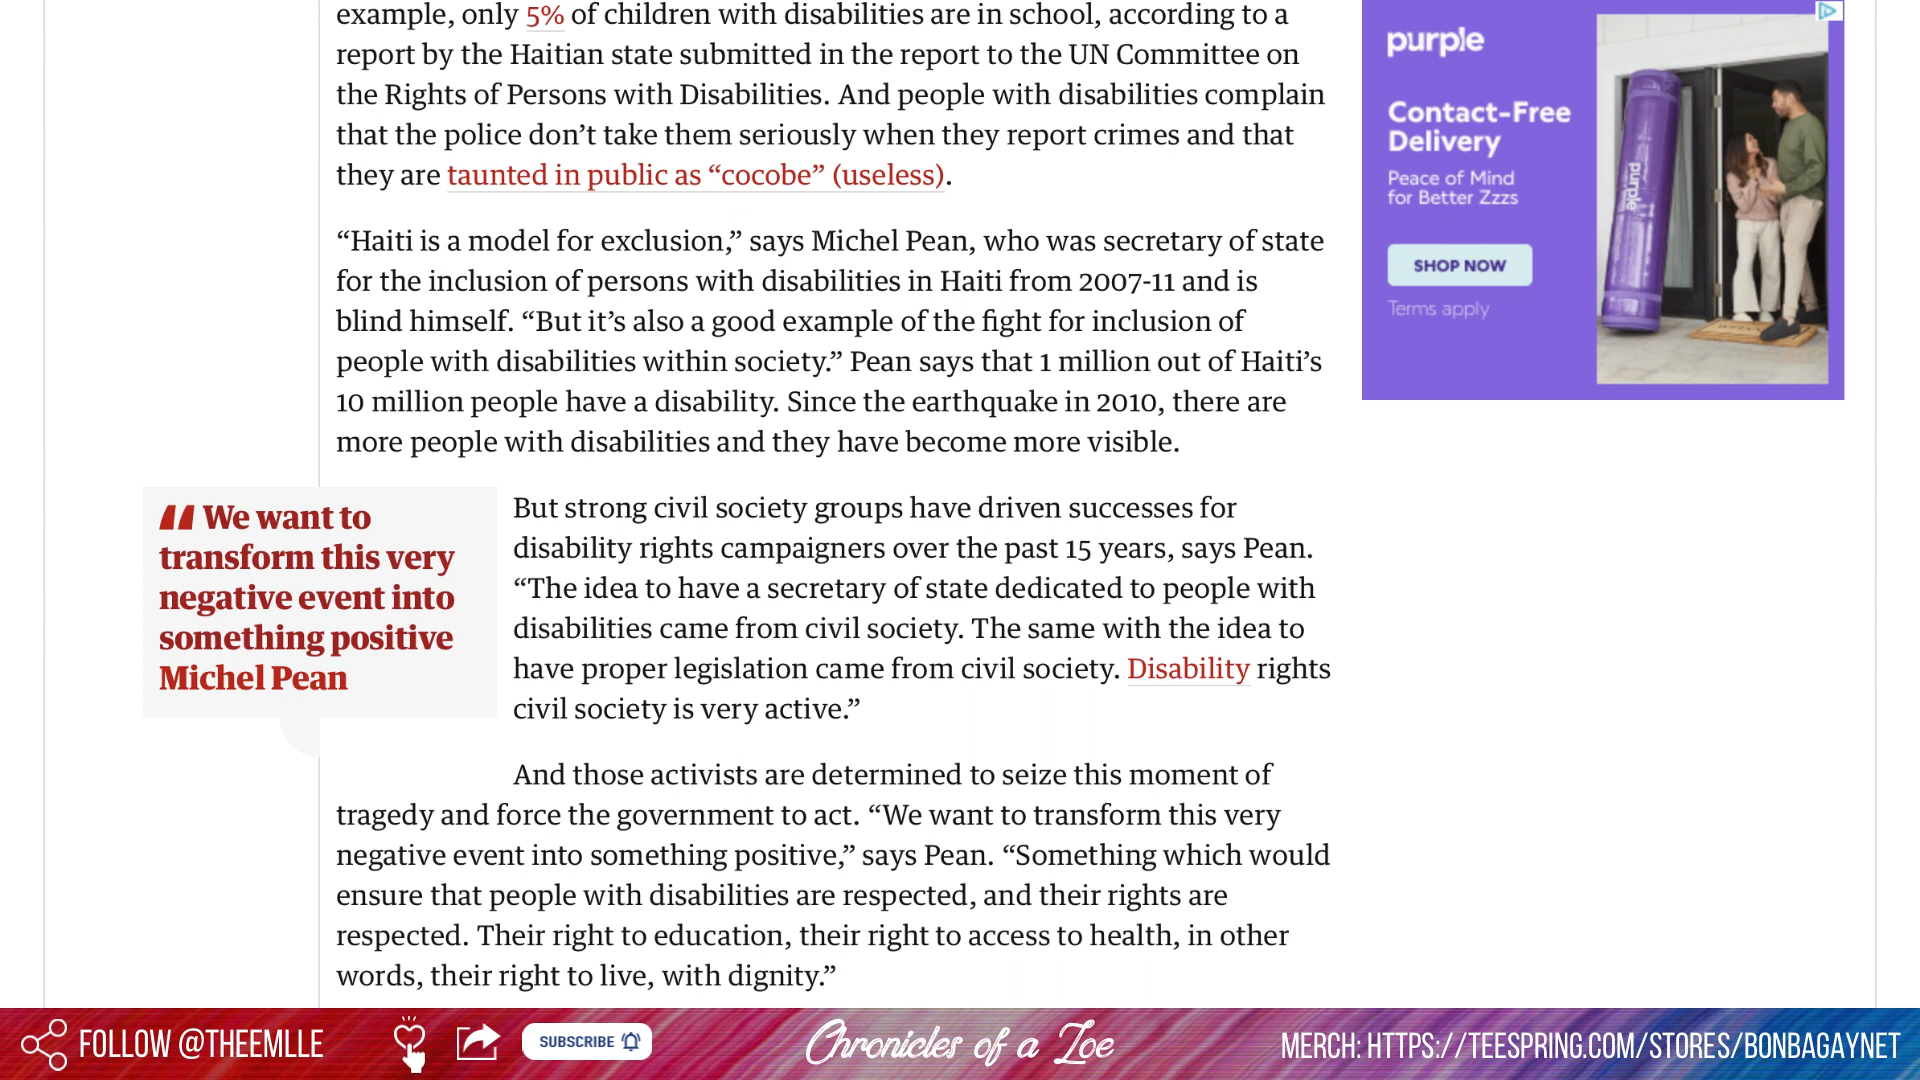 example, only 5% of children with disabilities are in school, according to a
report by the Haitian state submitted in the report to the UN Committee on
the Rights of Persons with Disabilities. And people with disabilities complain
that the police don’t take them seriously when they report crimes and that
they are taunted in public as “cocobe” (useless).
“Haiti is a model for exclusion,” says Michel Pean, who was secretary of state
for the inclusion of persons with disabilities in Haiti from 2007-11 and is
blind himself. “But it’s also a good example of the fight for inclusion of
people with disabilities within society.” Pean says that 1 million out of Haiti’s
10 million people have a disability. Since the earthquake in 2010, there are
more people with disabilities and they have become more visible.
“We want to
transform this very
negative event into
something positive
Michel Pean
But strong civil society groups have driven successes for
disability rights campaigners over the past 15 years, says Pean.
“The idea to have a secretary of state dedicated to people with
disabilities came from civil society. The same with the idea to
have proper legislation came from civil society. Disability rights
civil society is very active.”
And those activists are determined to seize this moment of
tragedy and force the government to act. “We want to transform this very
negative event into something positive,” says Pean. “Something which would
ensure that people with disabilities are respected, and their rights are
respected. Their right to education, their right to access to health, in other
words, their right to live, with dignity.”
purple
Contact-Free
Delivery
Peace of Mind
for Better Zzzs
SHOP NOW
Terms apply
purple
FOLLOW @THEEMLLE
SUBSCRIBE
Chronicles of a Zoe
MERCH: HTTPS://TEESPRING.COM/STORES/BONBAGAYNET